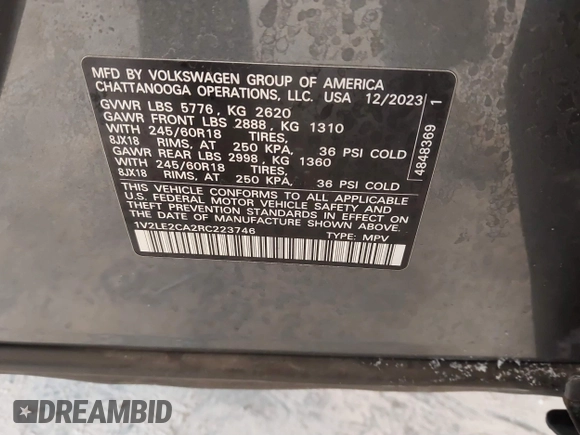 MFD BY VOLKSWAGEN GROUP OF AMERICA
CHATTANOOGA OPERATIONS, LLC. USA 12/2023
GVWR LBS 5776, KG 2620
GAWR FRONT LBS 2888, KG 1310
WITH 245/60R18 TIRES,
8JX18 RIMS, AT 250 KPA, 36 PSI COLD
GAWR REAR LBS 2998, KG 1360
WITH 245/60R18 TIRES,
8JX18 RIMS, AT 250 KPA, 36 PSI COLD
THIS VEHICLE CONFORMS TO ALL APPLICABLE
U.S. FEDERAL MOTOR VEHICLE SAFETY AND
THEFT PREVENTION STANDARDS IN EFFECT ON
THE DATE OF MANUFACTURE SHOWN ABOVE.
1V2LE2CA2RC223746 TYPE: MPV
4848369 1
DREAMBID